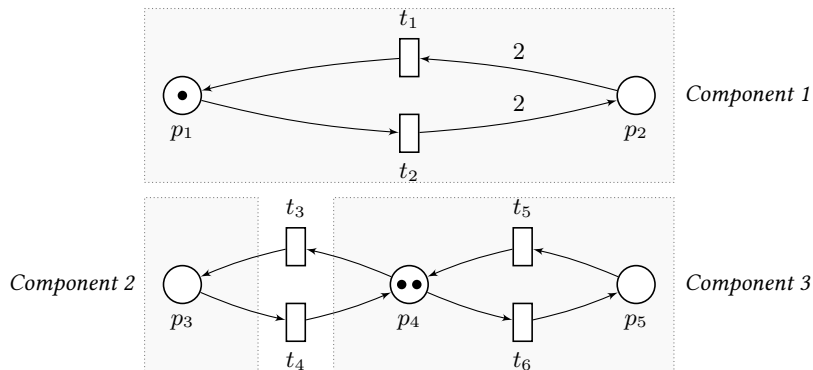 t1
2
Component 1
p1
p2
2
t2
t3
t5
Component 2
Component 3
p3
p4
p5
t4
t6